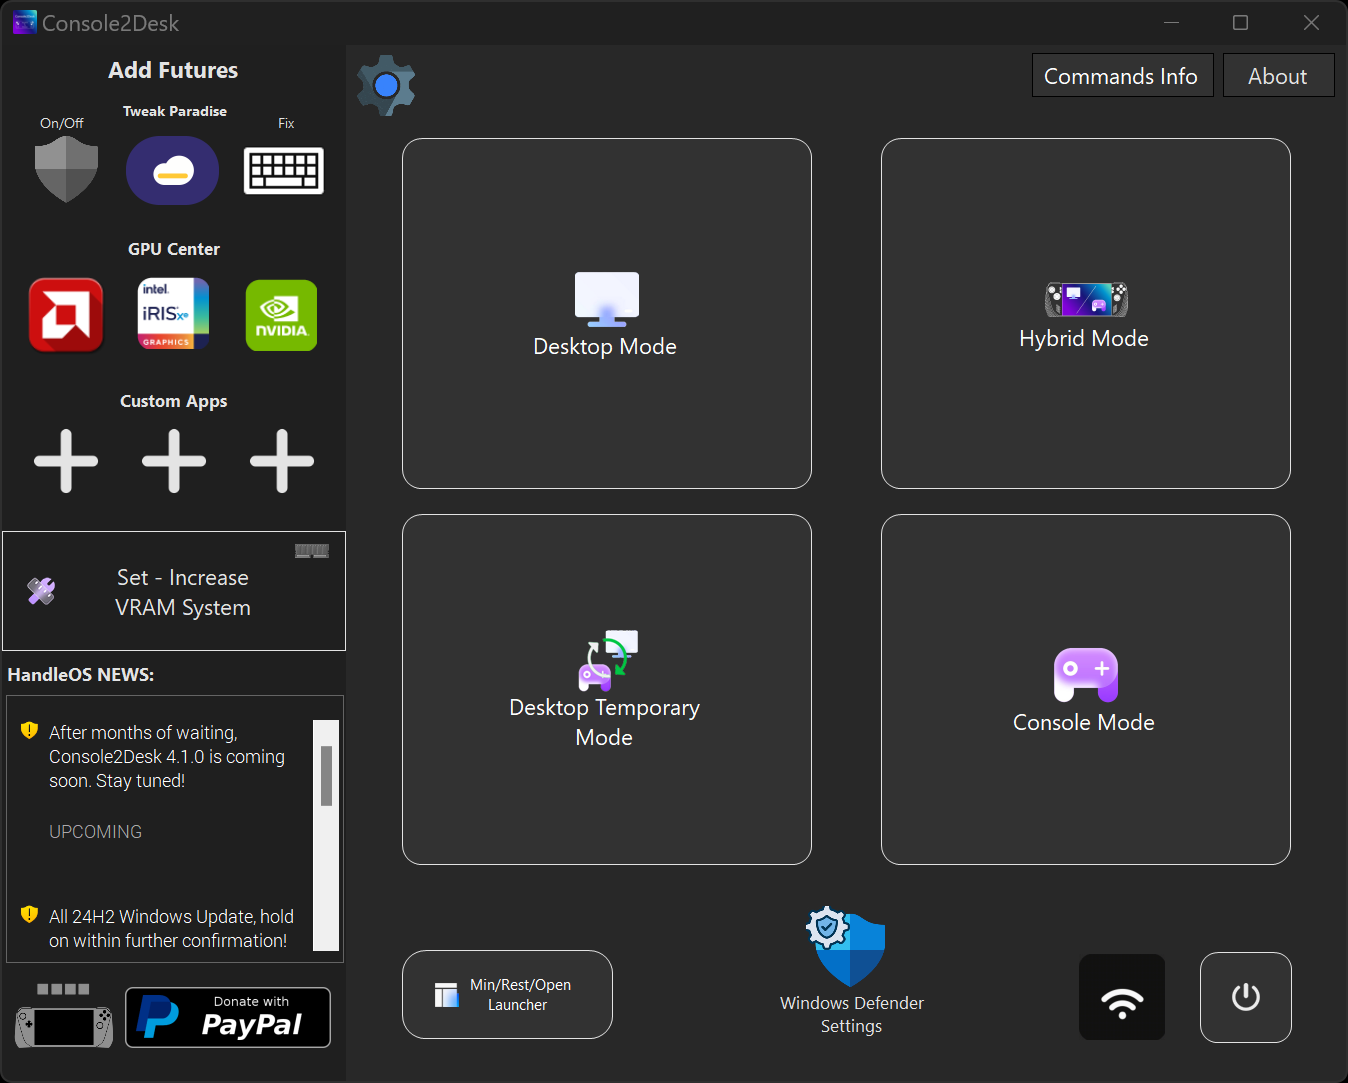 Console2Desk
Add Futures
Tweak Paradise
On/Off
Fix
GPU Center
intel.
iRISxe
GRAPHICS
NVIDIA
Custom Apps
Set - Increase
VRAM System
HandleOS NEWS:
After months of waiting,
Console2Desk 4.1.0 is coming
soon. Stay tuned!
UPCOMING
All 24H2 Windows Update, hold
on within further confirmation!
Donate with
PayPal
Commands Info
About
Desktop Mode
Hybrid Mode
Desktop Temporary
Mode
Console Mode
Min/Rest/Open
Launcher
Windows Defender
Settings